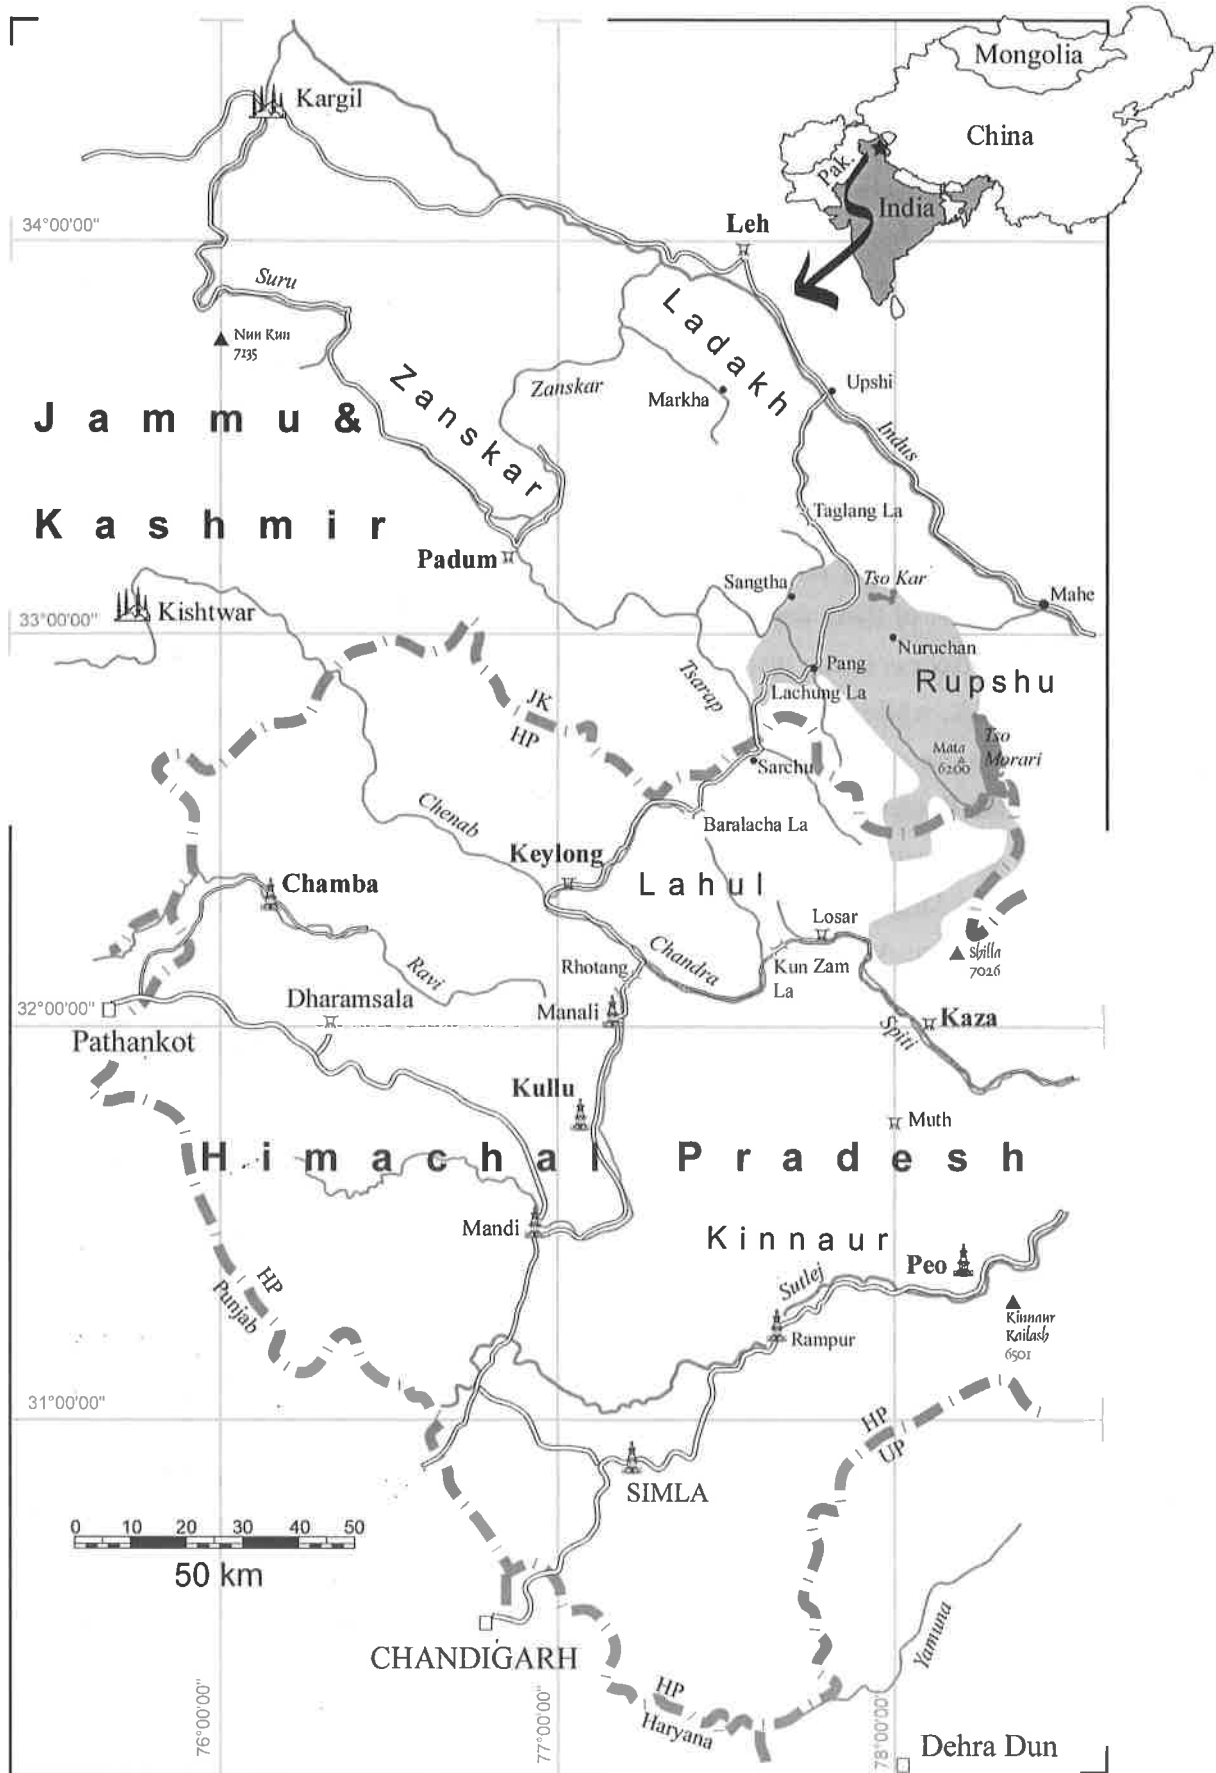 Mongolia
China
Pak.
India
Kargil
34°00'00"
Leh
Suru
Nun Kun
7135
Ladakh
Zanskar
Zanskar
Markha
Upshi
Indus
Jammu &
Kashmir
Taglang La
Padum
Sangtha
Tso Kar
Mahe
Kishtwar
33°00'00"
Nuruchan
Pang
Rupshu
Tsarap
Lachung La
JK
HP
Tso
Morari
Mata
6200
Sarchu
Chenab
Baralacha La
Keylong
Chamba
Lahul
Losar
Chandra
Shilla
7026
Kun Zam
La
Rhotang
Ravi
Dharamsala
Manali
32°00'00"
Pathankot
Kaza
Spiti
Kullu
Muth
Himachal Pradesh
Mandi
Kinnaur
Peo
Sutlej
HP
Punjab
Rampur
Kinnaur
Kailash
6501
31°00'00"
HP
UP
SIMLA
0 10 20 30 40 50
50 km
CHANDIGARH
Yamuna
HP
Haryana
76°00'00"
77°00'00"
78°00'00"
Dehra Dun